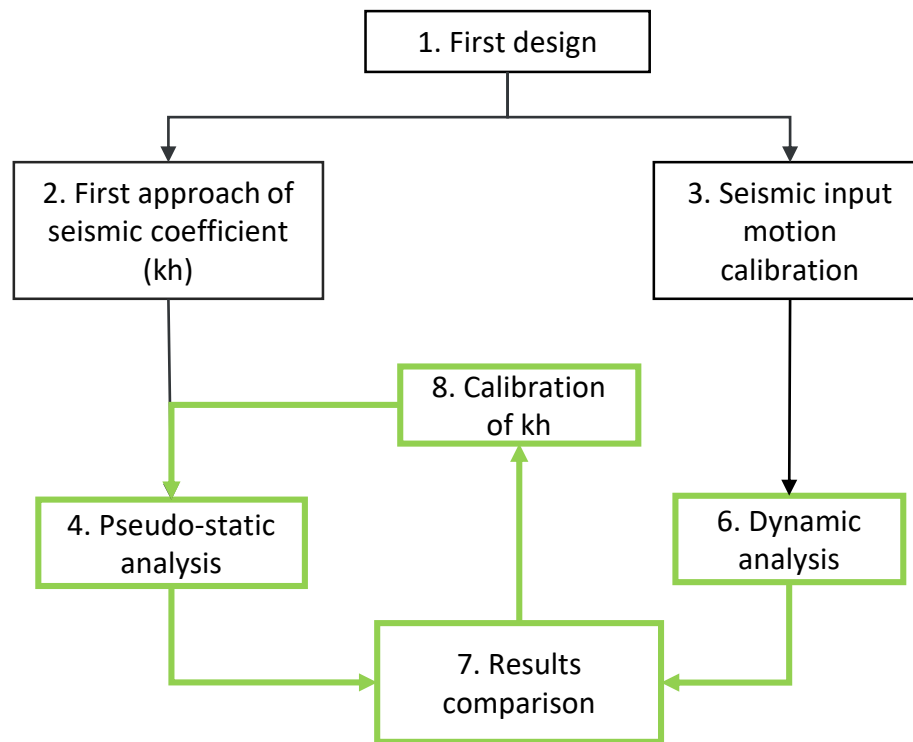 1. First design
2. First approach of
seismic coefficient
(kh)
3. Seismic input
motion
calibration
8. Calibration
of kh
4. Pseudo-static
analysis
6. Dynamic
analysis
7. Results
comparison